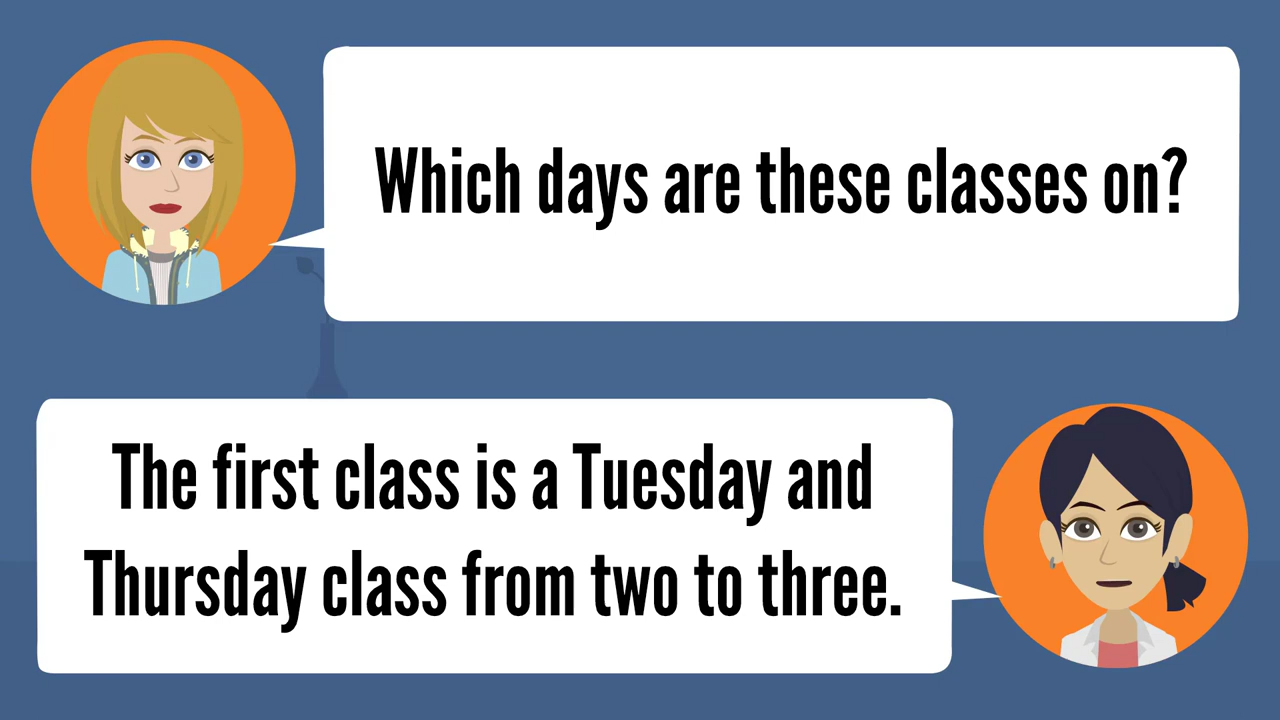 Which days are these classes on?
The first class is a Tuesday and
Thursday class from two to three.